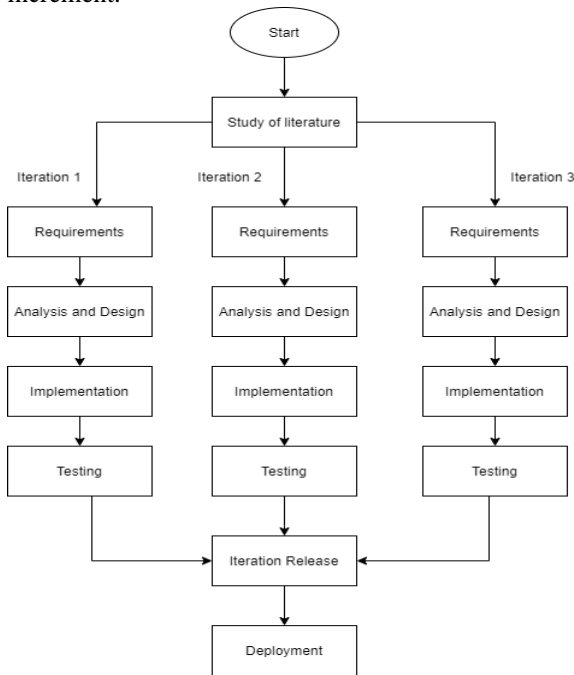 increment.
Start
Study of literature
Iteration 1
Iteration 2
Iteration 3
Requirements
Requirements
Requirements
Analysis and Design
Analysis and Design
Analysis and Design
Implementation
Implementation
Implementation
Testing
Testing
Testing
Iteration Release
Deployment